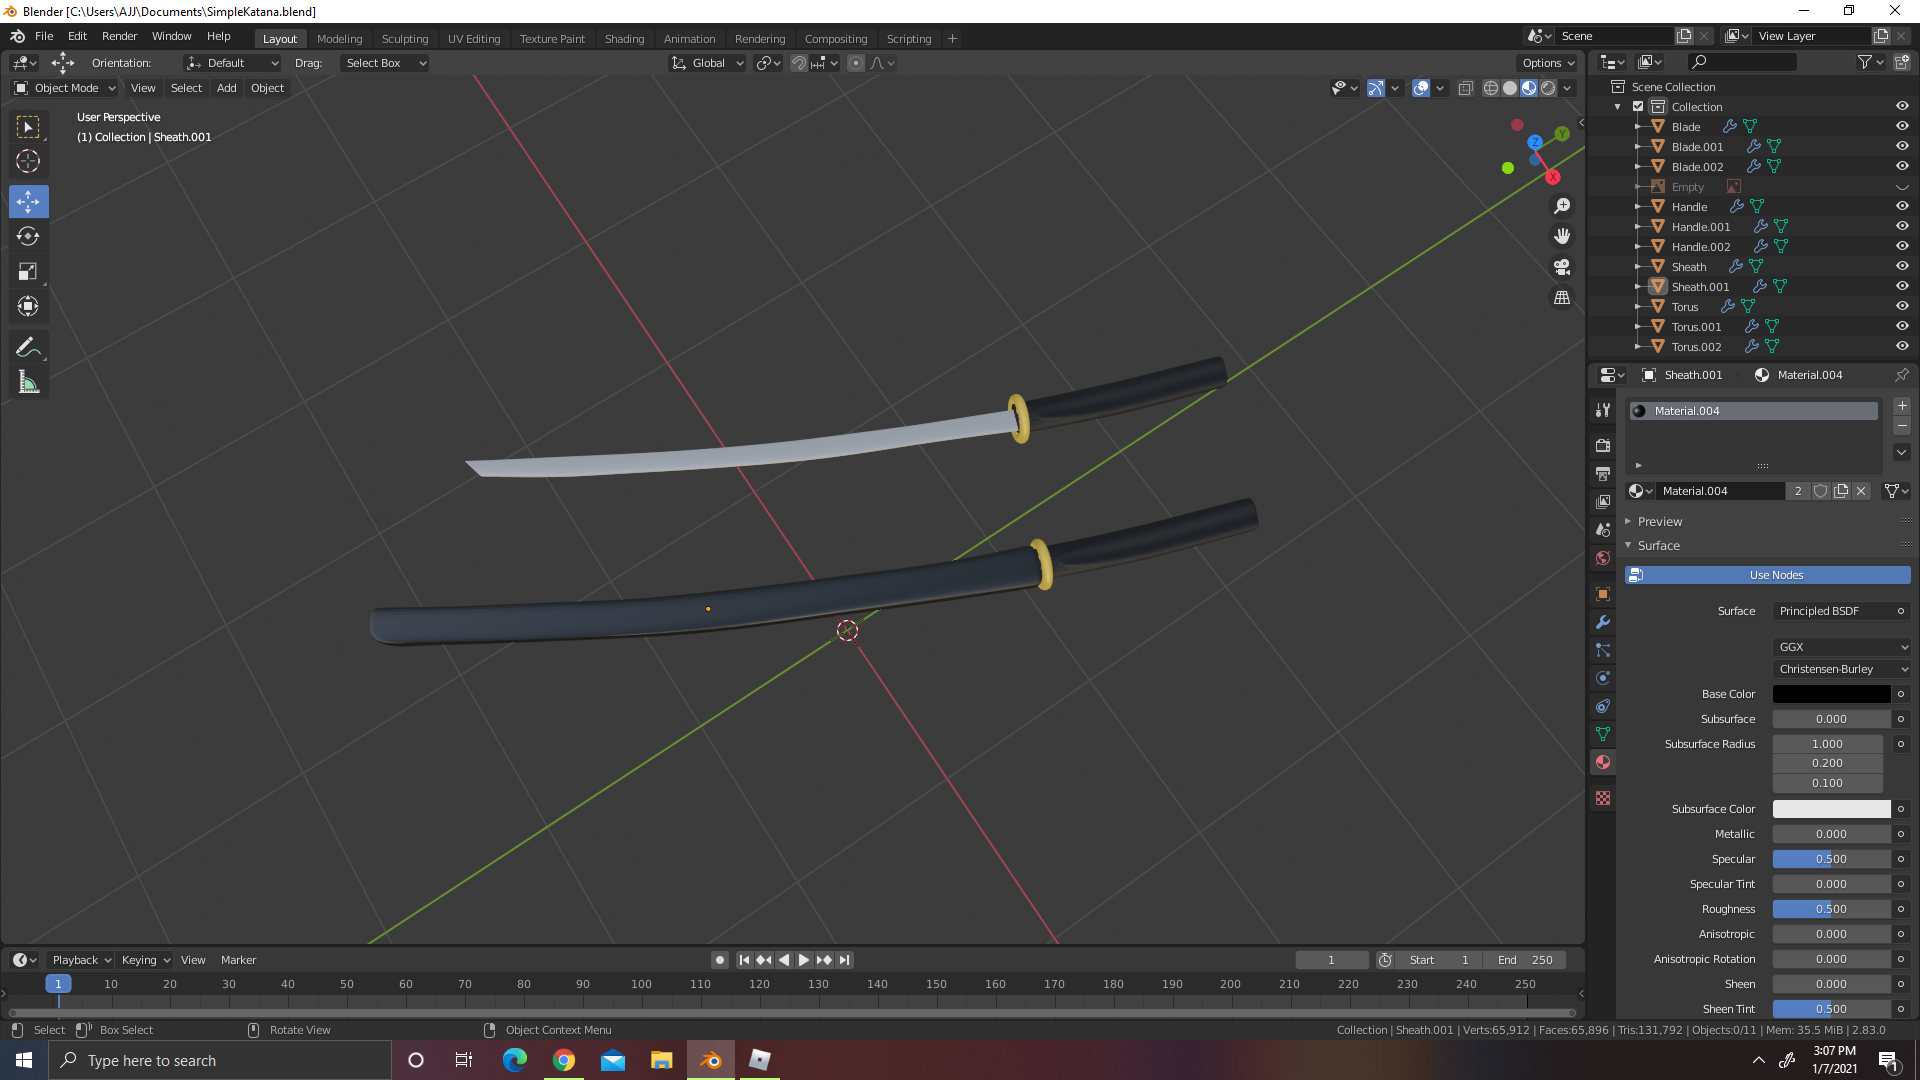 Blender [C:\Users\AJJ\Documents\SimpleKatana.blend]
File Edit Render Window Help Layout Modeling Sculpting UV Editing Texture Paint Shading Animation Rendering Compositing Scripting + Scene View Layer
Orientation: Default Drag: Select Box Global Options
Object Mode View Select Add Object
User Perspective
(1) Collection | Sheath.001
Z
Y
X
Scene Collection
Collection
Blade
Blade.001
Blade.002
Empty
Handle
Handle.001
Handle.002
Sheath
Sheath.001
Torus
Torus.001
Torus.002
Sheath.001 Material.004
Material.004
Material.004 2
Preview
Surface
Use Nodes
Surface Principled BSDF
GGX
Christensen-Burley
Base Color
Subsurface 0.000
Subsurface Radius 1.000
0.200
0.100
Subsurface Color
Metallic 0.000
Specular 0.500
Specular Tint 0.000
Roughness 0.500
Anisotropic 0.000
Anisotropic Rotation 0.000
Sheen 0.000
Sheen Tint 0.500
Playback Keying View Marker 1 Start 1 End 250
1 10 20 30 40 50 60 70 80 90 100 110 120 130 140 150 160 170 180 190 200 210 220 230 240 250
Select Box Select Rotate View Object Context Menu Collection | Sheath.001 | Verts:65,912 | Faces:65,896 | Tris:131,792 | Objects:0/11 | Mem: 35.5 MiB | 2.83.0
Type here to search
3:07 PM
1/7/2021
1